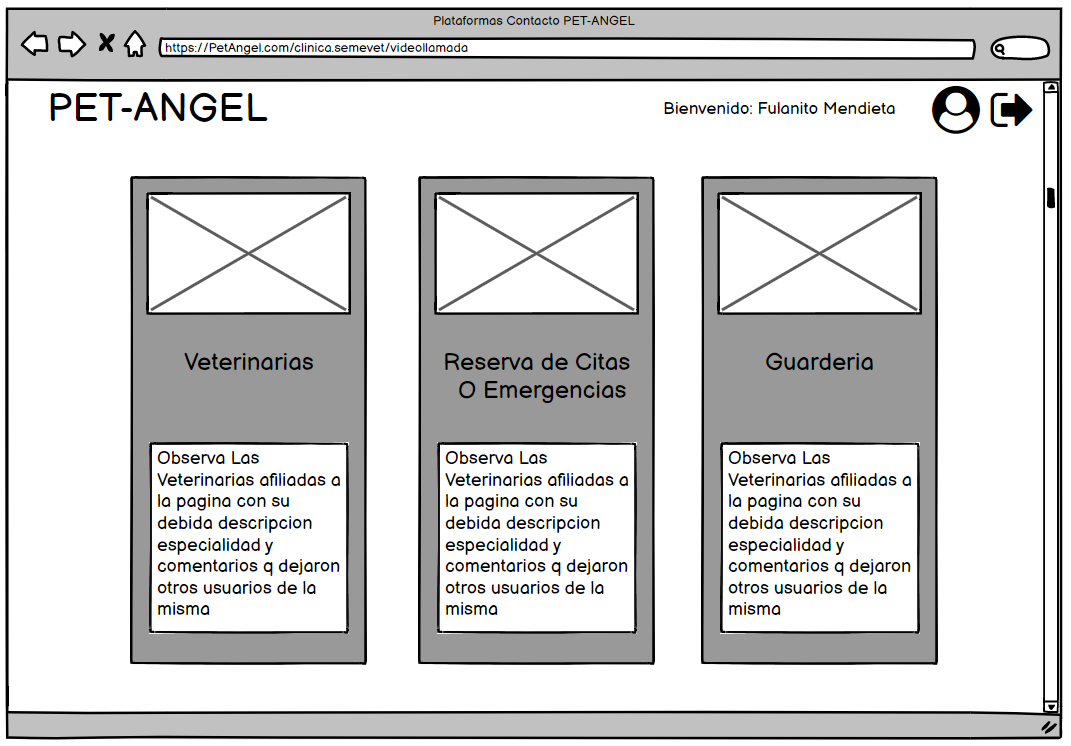 Plataformas Contacto PET-ANGEL
https://PetAngel.com/clinica.semevet/videollamada
PET-ANGEL
Bienvenido: Fulanito Mendieta
Veterinarias
Observa Las
Veterinarias afiliadas a
la pagina con su
debida descripcion
especialidad y
comentarios q dejaron
otros usuarios de la
misma
Reserva de Citas
O Emergencias
Observa Las
Veterinarias afiliadas a
la pagina con su
debida descripcion
especialidad y
comentarios q dejaron
otros usuarios de la
misma
Guarderia
Observa Las
Veterinarias afiliadas a
la pagina con su
debida descripcion
especialidad y
comentarios q dejaron
otros usuarios de la
misma